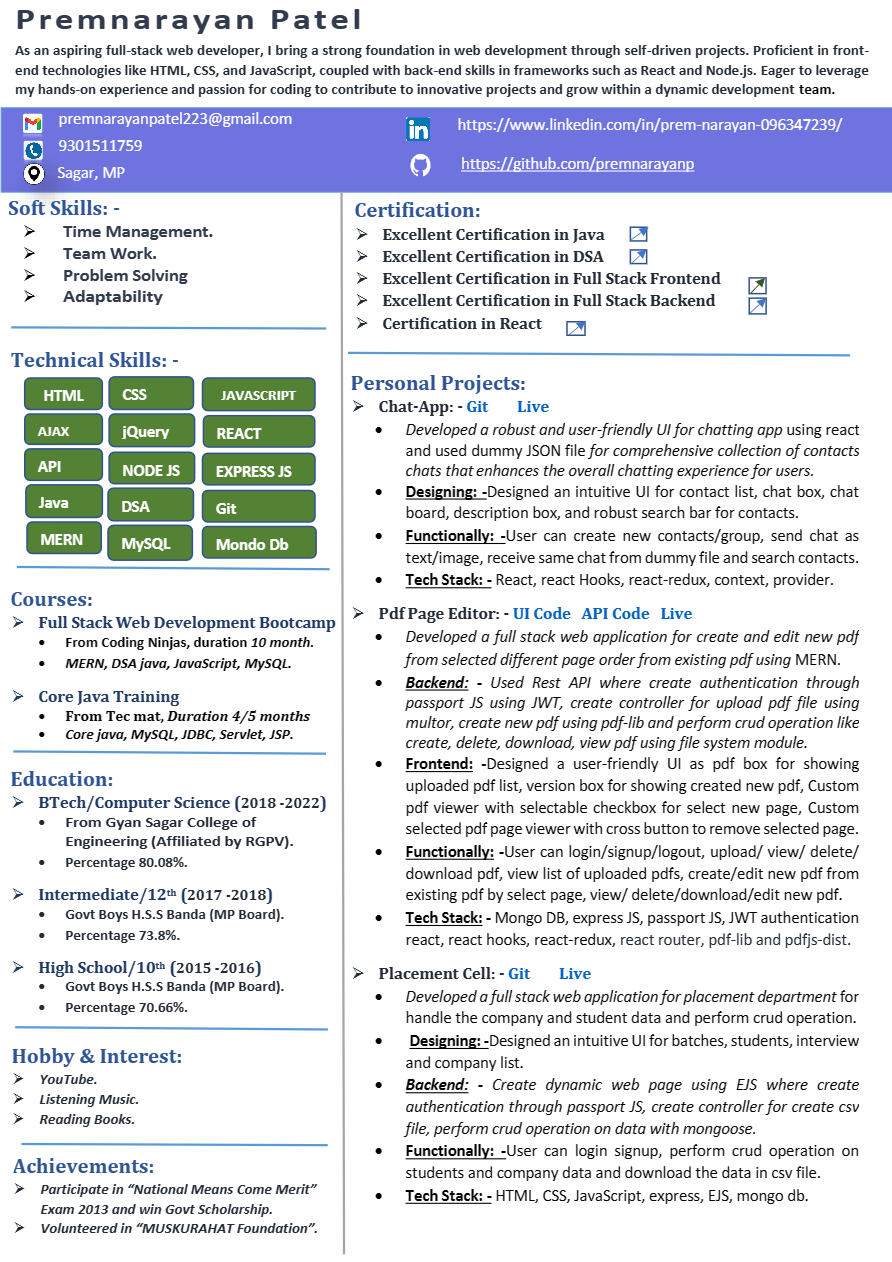 Premnarayan Patel
As an aspiring full-stack web developer, I bring a strong foundation in web development through self-driven projects. Proficient in front-
end technologies like HTML, CSS, and JavaScript, coupled with back-end skills in frameworks such as React and Node.js. Eager to leverage
my hands-on experience and passion for coding to contribute to innovative projects and grow within a dynamic development team.
premnarayanpatel223@gmail.com
9301511759
Sagar, MP
https://www.linkedin.com/in/prem-narayan-096347239/
https://github.com/premnarayanp
Soft Skills: -
Time Management.
Team Work.
Problem Solving
Adaptability
Technical Skills: -
HTML CSS JAVASCRIPT
AJAX jQuery REACT
API NODE JS EXPRESS JS
Java DSA Git
MERN MySQL Mondo Db
Courses:
Full Stack Web Development Bootcamp
From Coding Ninjas, duration 10 month.
MERN, DSA java, JavaScript, MySQL.
Core Java Training
From Tec mat, Duration 4/5 months
Core java, MySQL, JDBC, Servlet, JSP.
Education:
BTech/Computer Science (2018 -2022)
From Gyan Sagar College of
Engineering (Affiliated by RGPV).
Percentage 80.08%.
Intermediate/12th (2017 -2018)
Govt Boys H.S.S Banda (MP Board).
Percentage 73.8%.
High School/10th (2015 -2016)
Govt Boys H.S.S Banda (MP Board).
Percentage 70.66%.
Hobby & Interest:
YouTube.
Listening Music.
Reading Books.
Achievements:
Participate in “National Means Come Merit”
Exam 2013 and win Govt Scholarship.
Volunteered in “MUSKURAHAT Foundation”.
Certification:
Excellent Certification in Java
Excellent Certification in DSA
Excellent Certification in Full Stack Frontend
Excellent Certification in Full Stack Backend
Certification in React
Personal Projects:
Chat-App: - Git Live
Developed a robust and user-friendly UI for chatting app using react
and used dummy JSON file for comprehensive collection of contacts
chats that enhances the overall chatting experience for users.
Designing: -Designed an intuitive UI for contact list, chat box, chat
board, description box, and robust search bar for contacts.
Functionally: -User can create new contacts/group, send chat as
text/image, receive same chat from dummy file and search contacts.
Tech Stack: - React, react Hooks, react-redux, context, provider.
Pdf Page Editor: - UI Code API Code Live
Developed a full stack web application for create and edit new pdf
from selected different page order from existing pdf using MERN.
Backend: - Used Rest API where create authentication through
passport JS using JWT, create controller for upload pdf file using
multor, create new pdf using pdf-lib and perform crud operation like
create, delete, download, view pdf using file system module.
Frontend: -Designed a user-friendly UI as pdf box for showing
uploaded pdf list, version box for showing created new pdf, Custom
pdf viewer with selectable checkbox for select new page, Custom
selected pdf page viewer with cross button to remove selected page.
Functionally: -User can login/signup/logout, upload/ view/ delete/
download pdf, view list of uploaded pdfs, create/edit new pdf from
existing pdf by select page, view/ delete/download/edit new pdf.
Tech Stack: - Mongo DB, express JS, passport JS, JWT authentication
react, react hooks, react-redux, react router, pdf-lib and pdfjs-dist.
Placement Cell: - Git Live
Developed a full stack web application for placement department for
handle the company and student data and perform crud operation.
Designing: -Designed an intuitive UI for batches, students, interview
and company list.
Backend: - Create dynamic web page using EJS where create
authentication through passport JS, create controller for create csv
file, perform crud operation on data with mongoose.
Functionally: -User can login signup, perform crud operation on
students and company data and download the data in csv file.
Tech Stack: - HTML, CSS, JavaScript, express, EJS, mongo db.